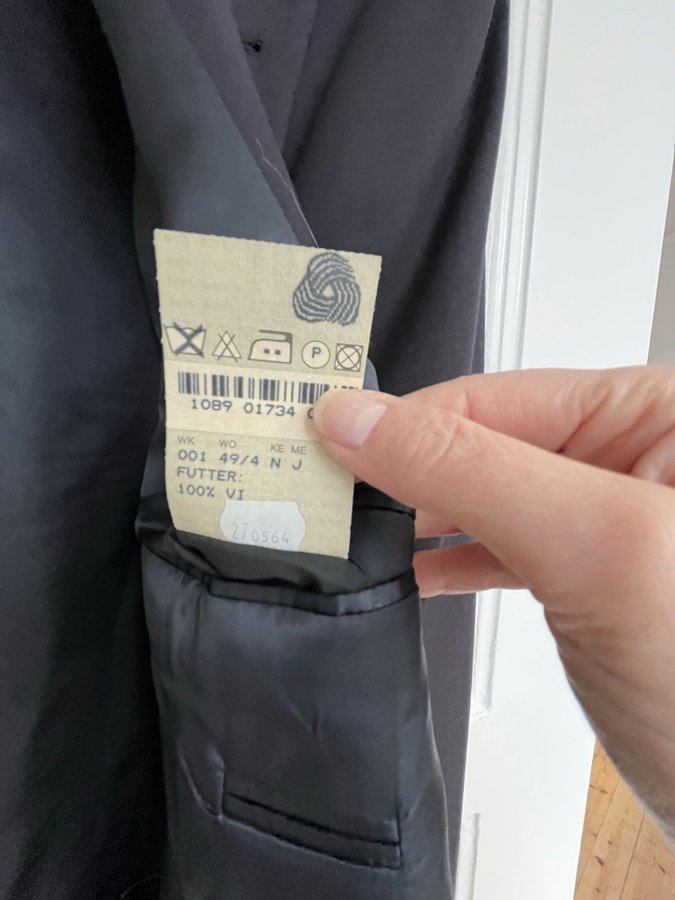 P
1089 01734
WK WO KE ME
001 49/4 N J
FUTTER:
100% VI
270564